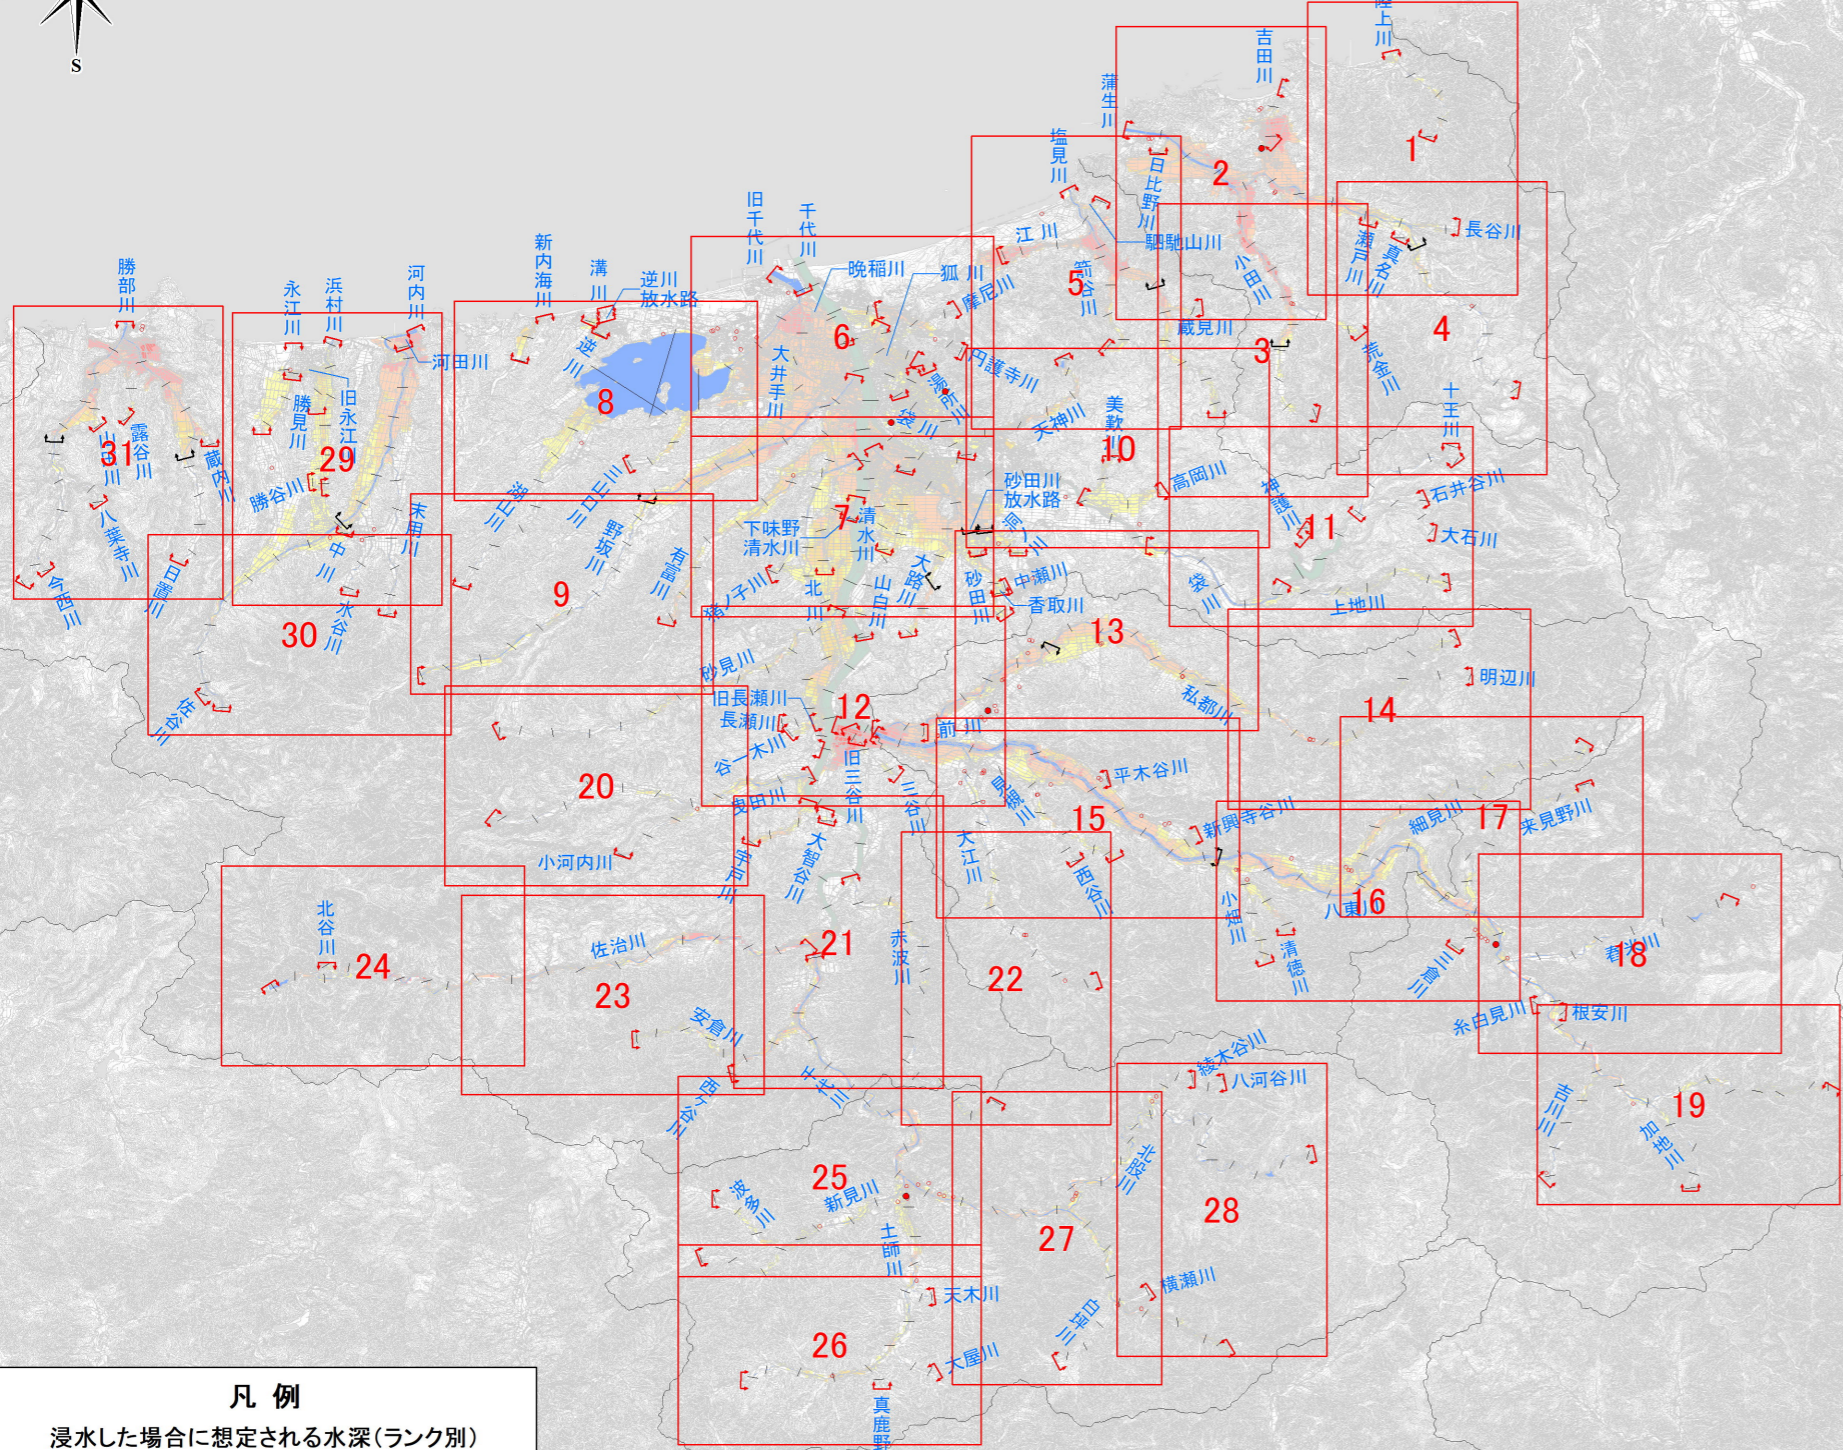 S
陸上川
吉田川
蒲生川
塩見川
日比野川
1
2
長谷川
瀬戸川
真名川
旧千代川
千代川
江川
駟馳山川
小田川
新内海川
溝川
逆川
放水路
晩稲川
狐川
摩尼川
5
勝部川
永江川
浜村川
河内川
河田川
逆川
8
大井手川
6
円護寺川
蔵見川
3
4
荒金川
旧永江川
勝見川
袋川
天神川
美歎川
10
十王川
31
山田川
露谷川
蔵内川
29
勝谷川
湖山川
三山口川
野坂川
高岡川
石井谷川
神護川
11
大石川
砂田川
放水路
末用川
八葉寺川
中川
7
清水川
下味野
清水川
有富川
大路川
山白川
砂田川
中瀬川
香取川
袋川
上地川
今西川
日置川
水谷川
30
9
猪ノ子川
北川
13
砂見川
明辺川
佐谷川
旧長瀬川
長瀬川
12
前川
私都川
14
谷一木川
旧三谷川
三谷川
20
曳田川
見槻川
平木谷川
15
新興寺谷川
細見川
17
来見野川
小河内川
宇戸川
大智谷川
大江川
西谷川
16
八東川
北谷川
24
佐治川
21
赤波川
22
清徳川
三倉川
18
23
安倉川
糸白見川
根安川
西ケ谷川
千代川
綾木谷川
八河谷川
吉川川
19
加地川
25
波多川
新見川
土師川
27
北股川
28
天木川
横瀬川
26
白坪川
大屋川
真鹿野
凡例
浸水した場合に想定される水深(ランク別)